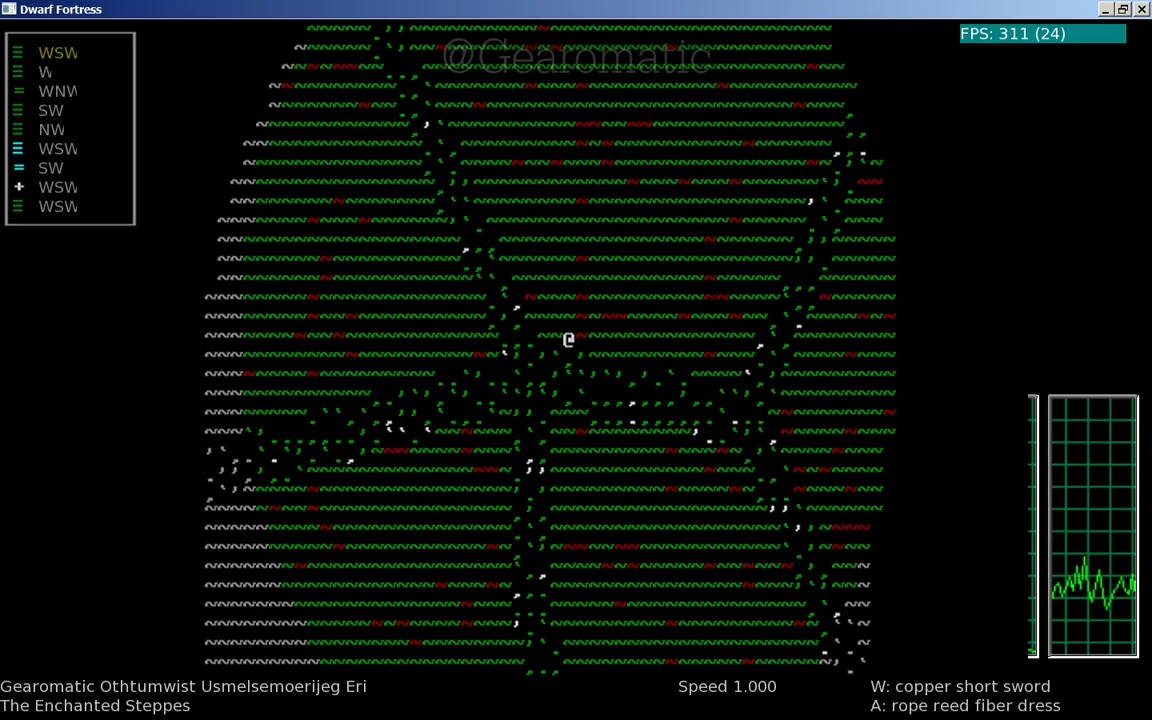 Dwarf Fortress
@Gearomatic
FPS: 311 (24)
WSW
W
WNW
SW
NW
WSW
SW
WSW
WSW
@
Gearomatic Othtumwist Usmelsemoerijeg Eri
Speed 1.000
W: copper short sword
The Enchanted Steppes
A: rope reed fiber dress